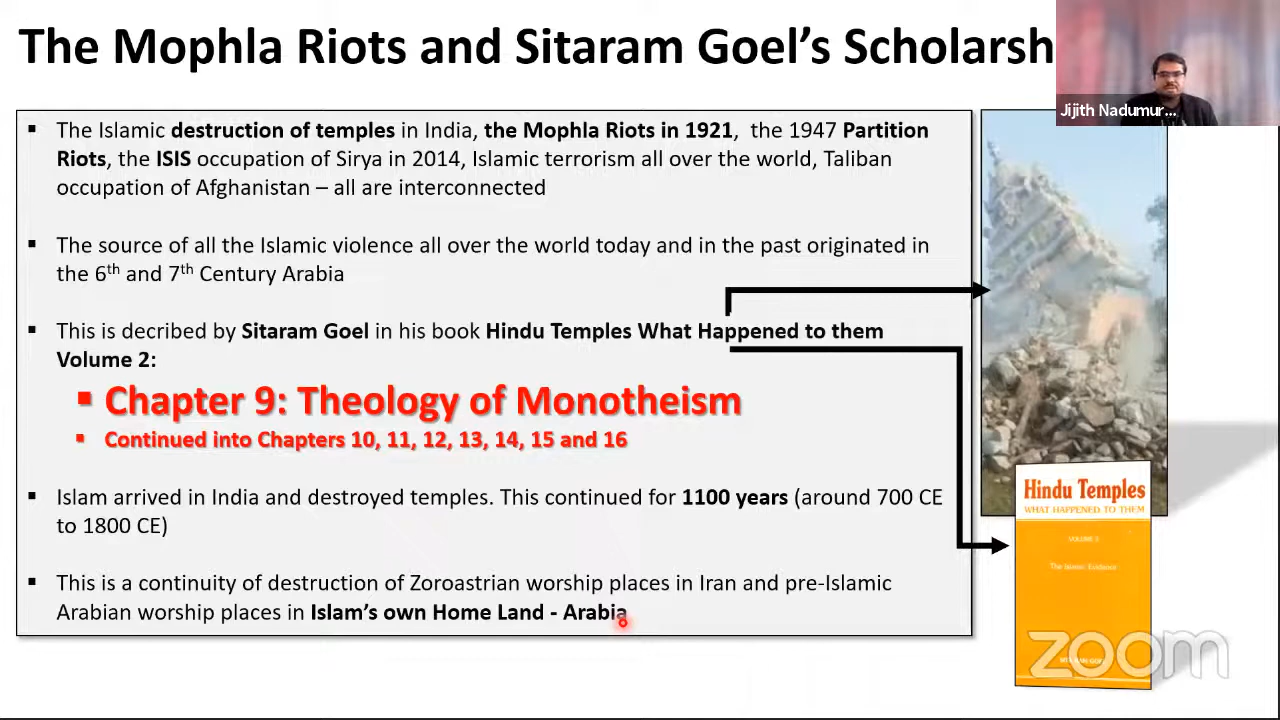 The Mophla Riots and Sitaram Goel's Scholarsh
Jijith Nadumur...
▪ The Islamic destruction of temples in India, the Mophla Riots in 1921, the 1947 Partition
Riots, the ISIS occupation of Sirya in 2014, Islamic terrorism all over the world, Taliban
occupation of Afghanistan – all are interconnected
▪ The source of all the Islamic violence all over the world today and in the past originated in
the 6th and 7th Century Arabia
▪ This is decribed by Sitaram Goel in his book Hindu Temples What Happened to them
Volume 2:
▪ Chapter 9: Theology of Monotheism
▪ Continued into Chapters 10, 11, 12, 13, 14, 15 and 16
▪ Islam arrived in India and destroyed temples. This continued for 1100 years (around 700 CE
to 1800 CE)
▪ This is a continuity of destruction of Zoroastrian worship places in Iran and pre-Islamic
Arabian worship places in Islam's own Home Land - Arabia
Hindu Temples
WHAT HAPPENED TO THEM
The Islamic Evidence
zoom